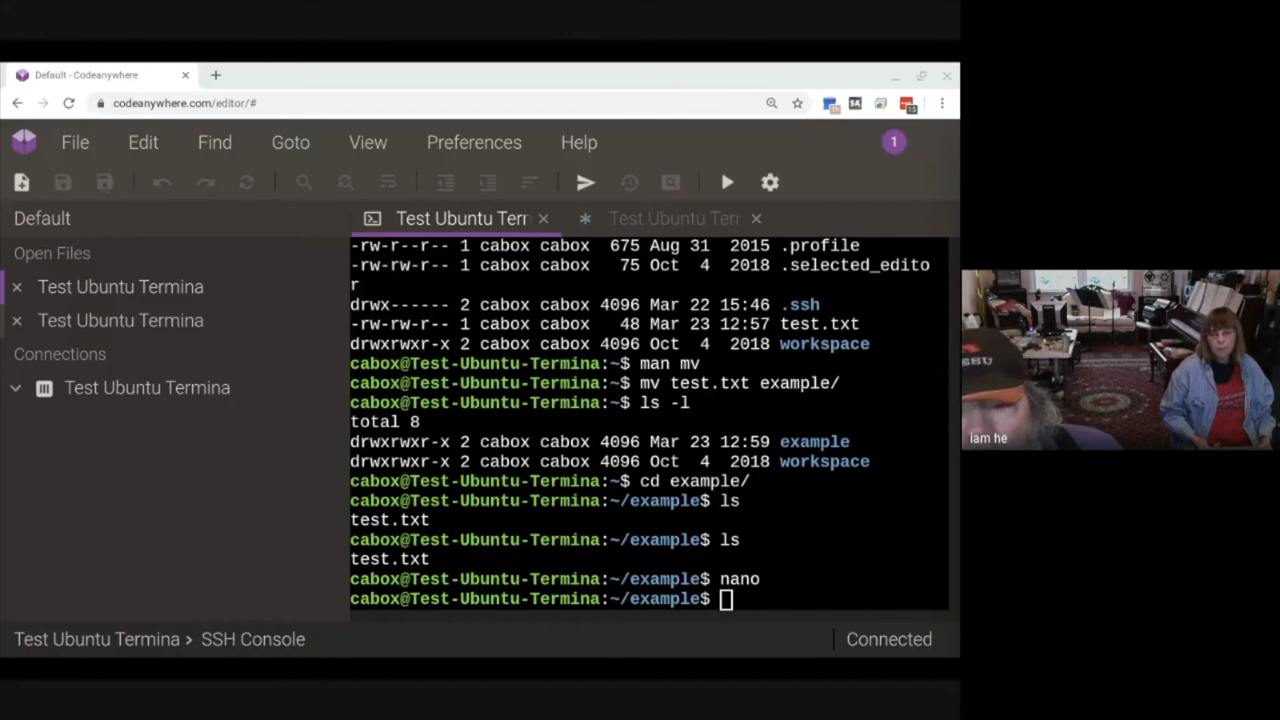 Default - Codeanywhere
codeanywhere.com/editor/#
File Edit Find Goto View Preferences Help
1
Default
Test Ubuntu Terr
Test Ubuntu Terr
Open Files
Test Ubuntu Termina
Test Ubuntu Termina
Connections
Test Ubuntu Termina
-rw-r--r-- 1 cabox cabox 675 Aug 31 2015 .profile
-rw-rw-r-- 1 cabox cabox 75 Oct 4 2018 .selected_edito
r
drwx------ 2 cabox cabox 4096 Mar 22 15:46 .ssh
-rw-rw-r-- 1 cabox cabox 48 Mar 23 12:57 test.txt
drwxrwxr-x 2 cabox cabox 4096 Oct 4 2018 workspace
cabox@Test-Ubuntu-Termina:~$ man mv
cabox@Test-Ubuntu-Termina:~$ mv test.txt example/
cabox@Test-Ubuntu-Termina:~$ ls -l
total 8
drwxrwxr-x 2 cabox cabox 4096 Mar 23 12:59 example
drwxrwxr-x 2 cabox cabox 4096 Oct 4 2018 workspace
cabox@Test-Ubuntu-Termina:~$ cd example/
cabox@Test-Ubuntu-Termina:~/example$ ls
test.txt
cabox@Test-Ubuntu-Termina:~/example$ ls
test.txt
cabox@Test-Ubuntu-Termina:~/example$ nano
cabox@Test-Ubuntu-Termina:~/example$
Test Ubuntu Termina > SSH Console
Connected
iam he